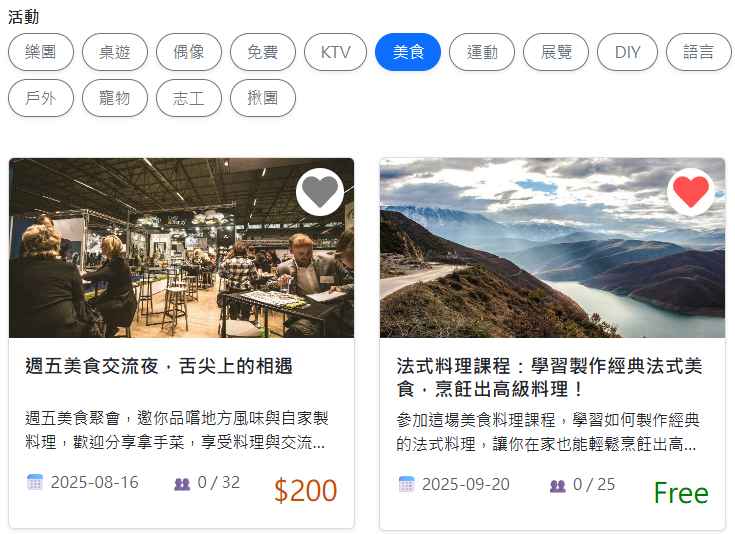 活動
樂團 桌遊 偶像 免費 KTV 美食 運動 展覽 DIY 語言
戶外 寵物 志工 揪團
週五美食交流夜．舌尖上的相遇
週五美食聚會，邀你品嚐地方風味與自家製
料理，歡迎分享拿手菜，享受料理與交流...
2025-08-16 0 / 32 $200
法式料理課程：學習製作經典法式美
食．烹飪出高級料理！
參加這場美食料理課程，學習如何製作經典
的法式料理，讓你在家也能輕鬆烹飪出高...
2025-09-20 0 / 25 Free